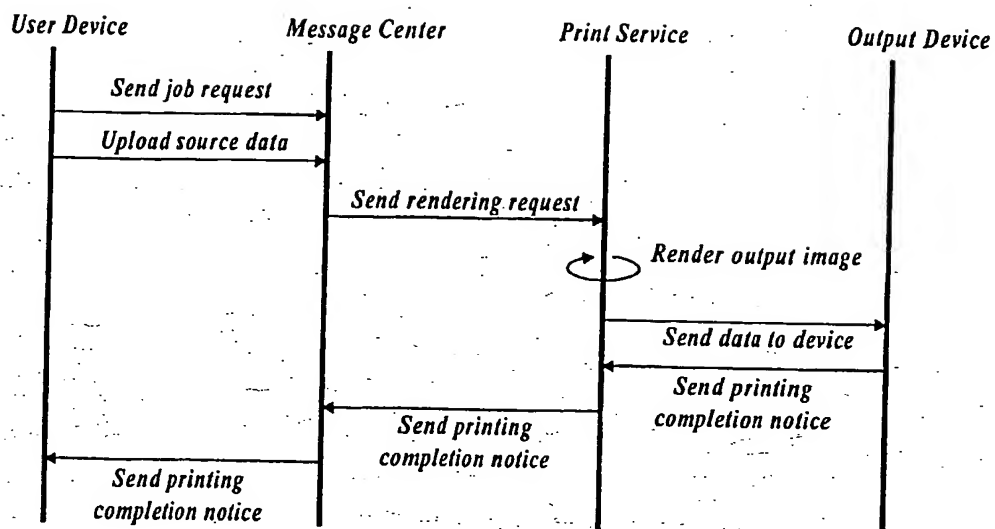 User Device
Message Center
Print Service
Output Device
Send job request
Upload source data
Send rendering request
Render output image
Send data to device
Send printing
completion notice
Send printing
completion notice
Send printing
completion notice